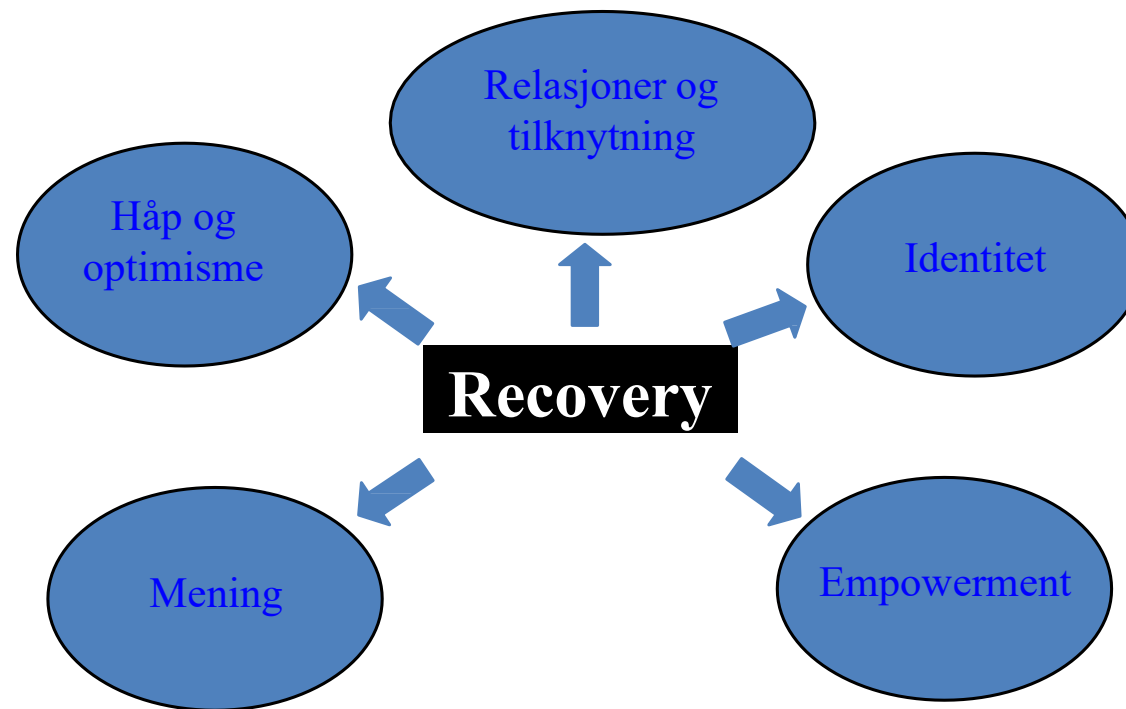 Relasjoner og
tilknytning
Håp og
optimisme
Identitet
Recovery
Mening
Empowerment